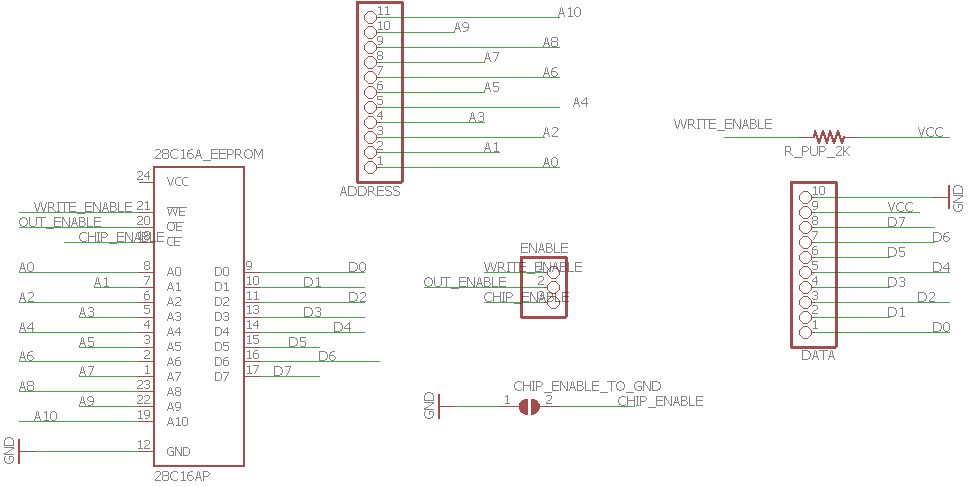 11 A10
10 A9
9 A8
8 A7
7 A6
6 A5
5 A4
4 A3
3 A2
2 A1
1 A0
ADDRESS
WRITE_ENABLE VCC
R_PUP_2K
28C16A_EEPROM
24 VCC
WRITE_ENABLE 21 WE
OUT_ENABLE 20 OE
CHIP_ENABLE 18 CE
A0 8 A0 D0 9 D0
A1 7 A1 D1 10 D1
A2 6 A2 D2 11 D2
A3 5 A3 D3 13 D3
A4 4 A4 D4 14 D4
A5 3 A5 D5 15 D5
A6 2 A6 D6 16 D6
A7 1 A7 D7 17 D7
A8 23 A8
A9 22 A9
A10 19 A10
GND 12 GND
28C16AP
ENABLE
WRITE_ENABLE 1
OUT_ENABLE 2
CHIP_ENABLE 3
CHIP_ENABLE_TO_GND
GND 1 2 CHIP_ENABLE
10 GND
9 VCC
8 D7
7 D6
6 D5
5 D4
4 D3
3 D2
2 D1
1 D0
DATA